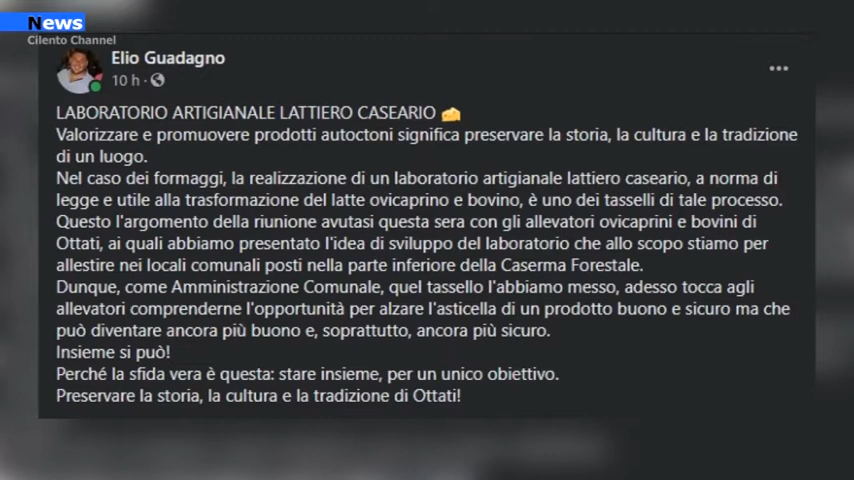 News
Cilento Channel
Elio Guadagno
10 h ·
LABORATORIO ARTIGIANALE LATTIERO CASEARIO 🧀
Valorizzare e promuovere prodotti autoctoni significa preservare la storia, la cultura e la tradizione
di un luogo.
Nel caso dei formaggi, la realizzazione di un laboratorio artigianale lattiero caseario, a norma di
legge e utile alla trasformazione del latte ovicaprino e bovino, è uno dei tasselli di tale processo.
Questo l'argomento della riunione avutasi questa sera con gli allevatori ovicaprini e bovini di
Ottati, ai quali abbiamo presentato l'idea di sviluppo del laboratorio che allo scopo stiamo per
allestire nei locali comunali posti nella parte inferiore della Caserma Forestale.
Dunque, come Amministrazione Comunale, quel tassello l'abbiamo messo, adesso tocca agli
allevatori comprenderne l'opportunità per alzare l'asticella di un prodotto buono e sicuro ma che
può diventare ancora più buono e, soprattutto, ancora più sicuro.
Insieme si può!
Perché la sfida vera è questa: stare insieme, per un unico obiettivo.
Preservare la storia, la cultura e la tradizione di Ottati!